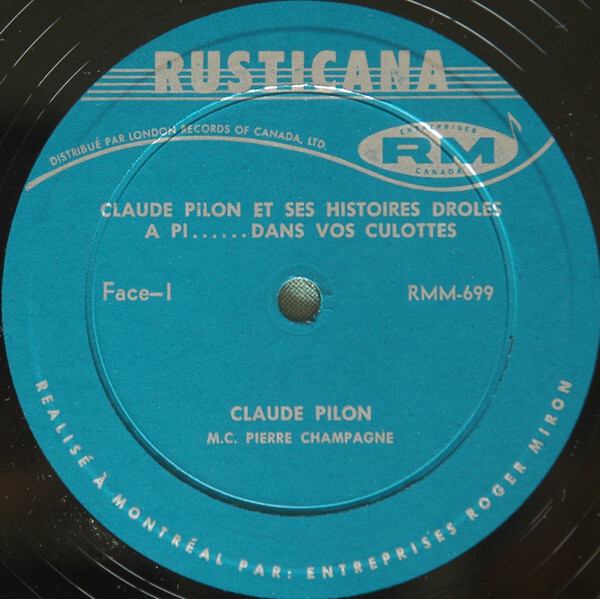 RUSTICANA
DISTRIBUÉ PAR LONDON RECORDS OF CANADA, LTD.
ENTREPRISES
RM
CANADA
CLAUDE PILON ET SES HISTOIRES DROLES
A PI......DANS VOS CULOTTES
Face-I
RMM-699
CLAUDE PILON
M.C. PIERRE CHAMPAGNE
REALISÉ À MONTRÉAL PAR: ENTREPRISES ROGER MIRON